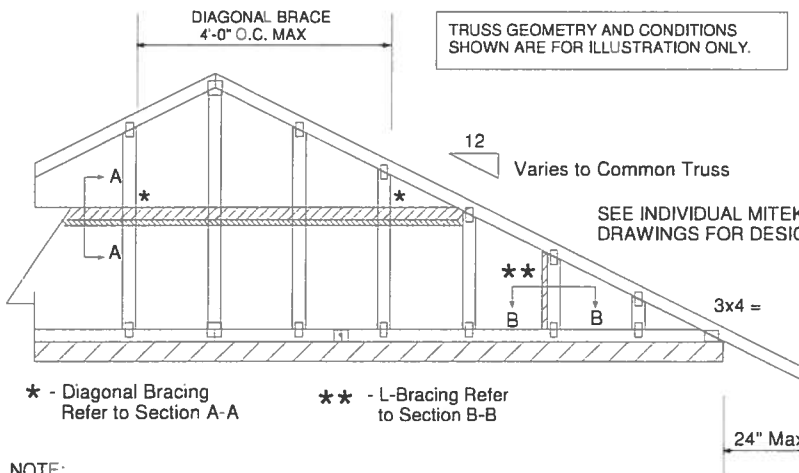 DIAGONAL BRACE
4'-0" O.C. MAX
TRUSS GEOMETRY AND CONDITIONS
SHOWN ARE FOR ILLUSTRATION ONLY.
12
Varies to Common Truss
A
*
*
SEE INDIVIDUAL MITEK
DRAWINGS FOR DESIG
A
**
B
B
3x4 =
* - Diagonal Bracing
Refer to Section A-A
** - L-Bracing Refer
to Section B-B
24" Max
NOTE: